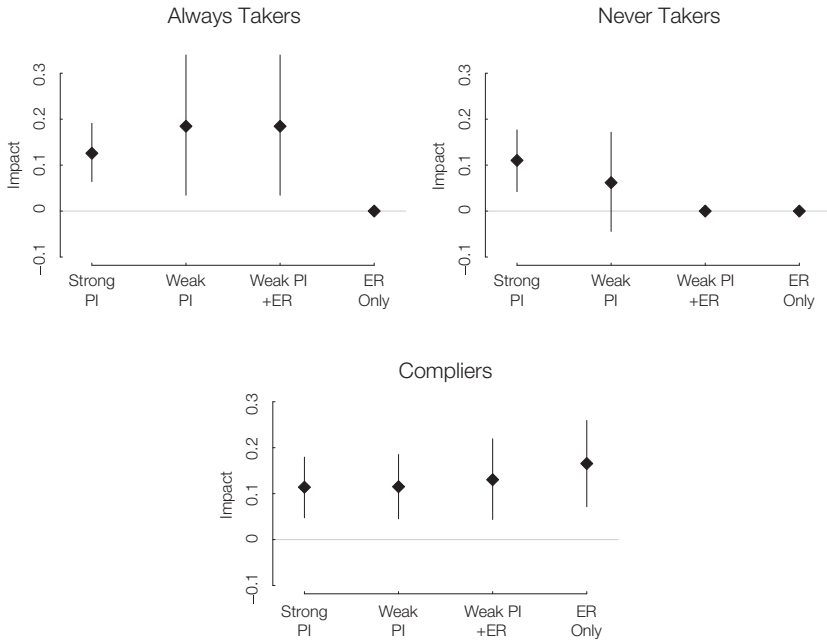 Always Takers
Impact
0.3
0.2
0.1
0
−0.1
Strong PI
Weak PI
Weak PI +ER
ER Only
Never Takers
Impact
0.3
0.2
0.1
0
−0.1
Strong PI
Weak PI
Weak PI +ER
ER Only
Compliers
Impact
0.3
0.2
0.1
0
−0.1
Strong PI
Weak PI
Weak PI +ER
ER Only